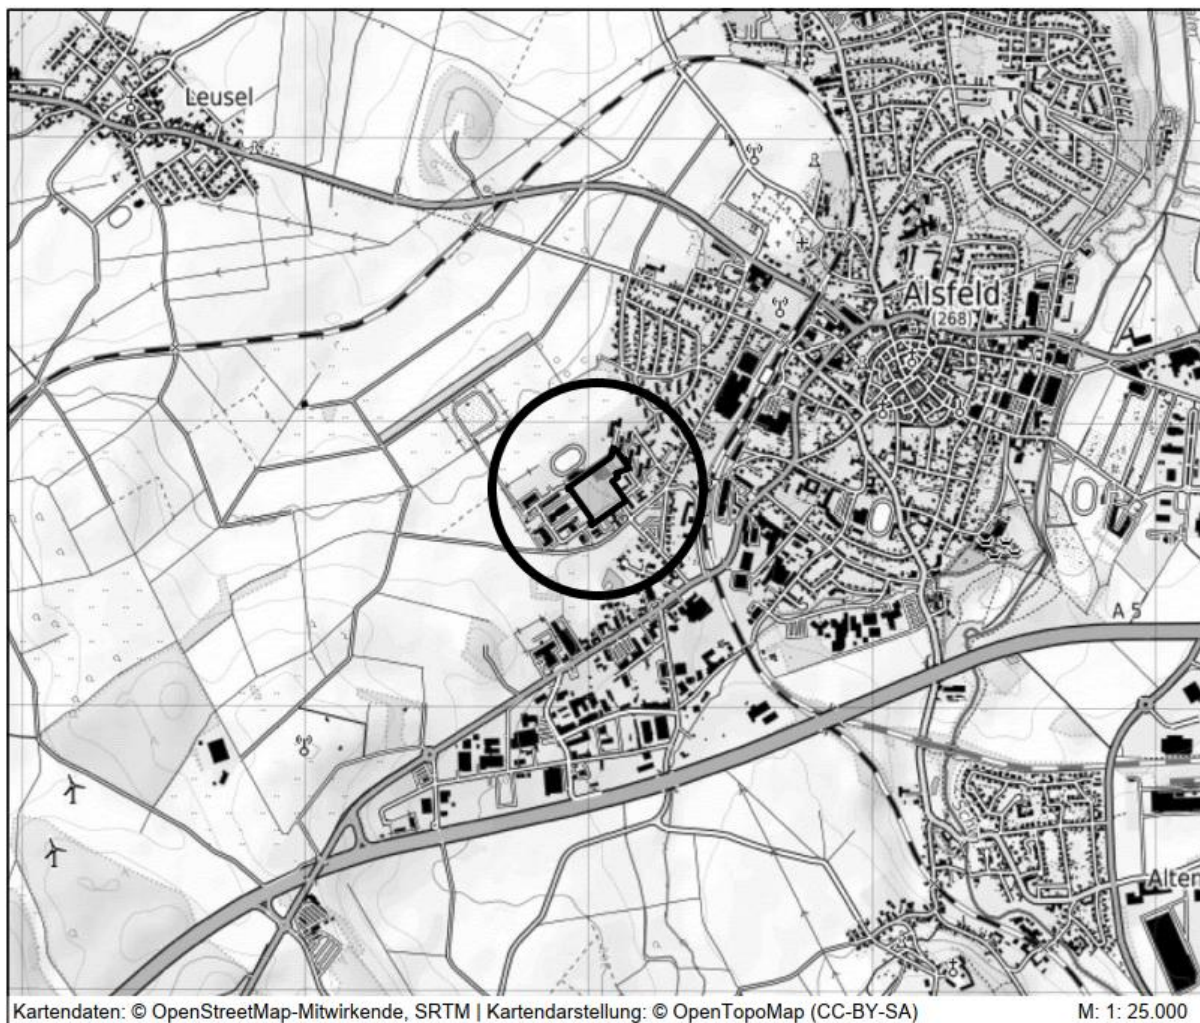 Leusel
Alsfeld
(268)
A 5
Alten
Kartendaten: © OpenStreetMap-Mitwirkende, SRTM | Kartendarstellung: © OpenTopoMap (CC-BY-SA) M: 1: 25.000